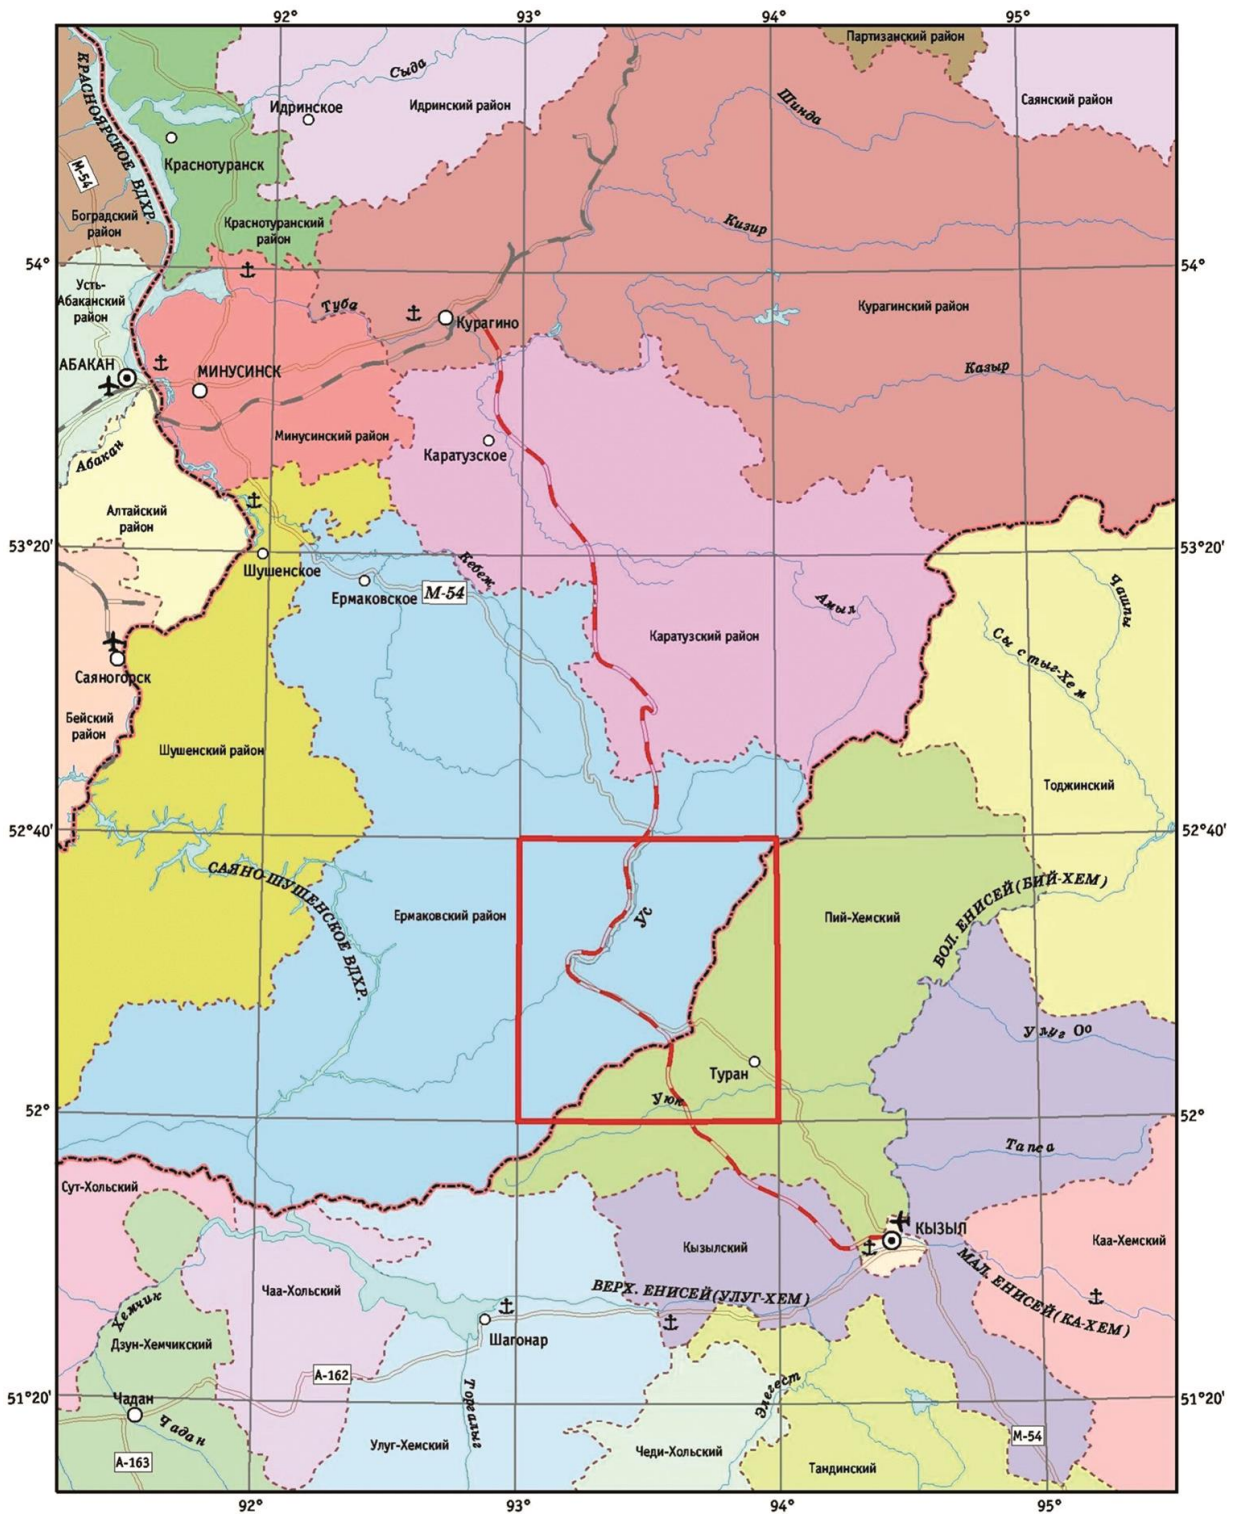 92° 93° 94° 95°
Партизанский район
КРАСНОЯРСКОЕ ВДХР.
Сыда
Идринское
Идринский район
Шинда
Саянский район
М-54
Краснотуранск
Богpадский
район
Краснотуранский
район
Кизир
54°
54°
Усть-
Абаканский
район
Туба
Курагино
Курагинский район
АБАКАН
МИНУСИНСК
Казыр
Минусинский район
Каратузское
Абакан
Алтайский
район
53°20'
53°20'
Шушенское
Кебеж
Ермаковское
М-54
Амыл
Чашпы
Каратузский район
Сыстыг-Хем
Саяногорск
Бейский
район
Шушенский район
Тоджинский
52°40'
52°40'
САЯНО-ШУШЕНСКОЕ ВДХР.
Ермаковский район
Ус
Пий-Хемский
БОЛ. ЕНИСЕЙ(БИЙ-ХЕМ)
Улуг Оо
Туран
Уюк
52°
52°
Тапса
Сут-Хольский
КЫЗЫЛ
Кызылский
Каа-Хемский
Чаа-Хольский
ВЕРХ. ЕНИСЕЙ(УЛУГ-ХЕМ)
МАЛ. ЕНИСЕЙ(КА-ХЕМ)
Хемчик
Шагонар
Дзун-Хемчикский
А-162
Элегест
51°20'
51°20'
Чадан
Чадан
Торгалыг
Улуг-Хемский
Чеди-Хольский
М-54
А-163
Тандинский
92° 93° 94° 95°